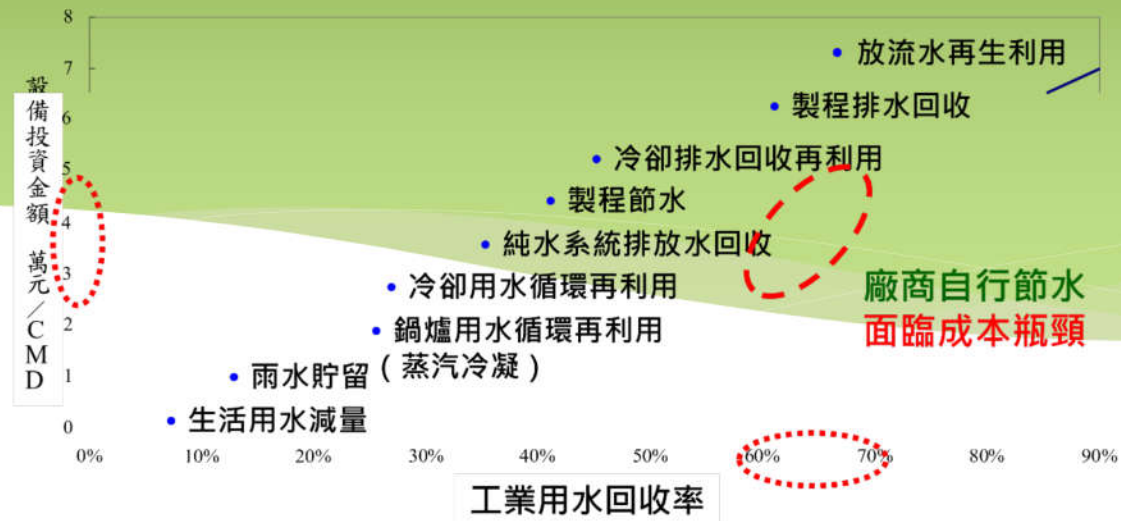 8
7
6
5
4
3
2
1
0
設備投資金額 萬元／CMD
放流水再生利用
製程排水回收
冷卻排水回收再利用
製程節水
純水系統排放水回收
冷卻用水循環再利用
鍋爐用水循環再利用
(蒸汽冷凝)
雨水貯留
生活用水減量
廠商自行節水
面臨成本瓶頸
0% 10% 20% 30% 40% 50% 60% 70% 80% 90%
工業用水回收率